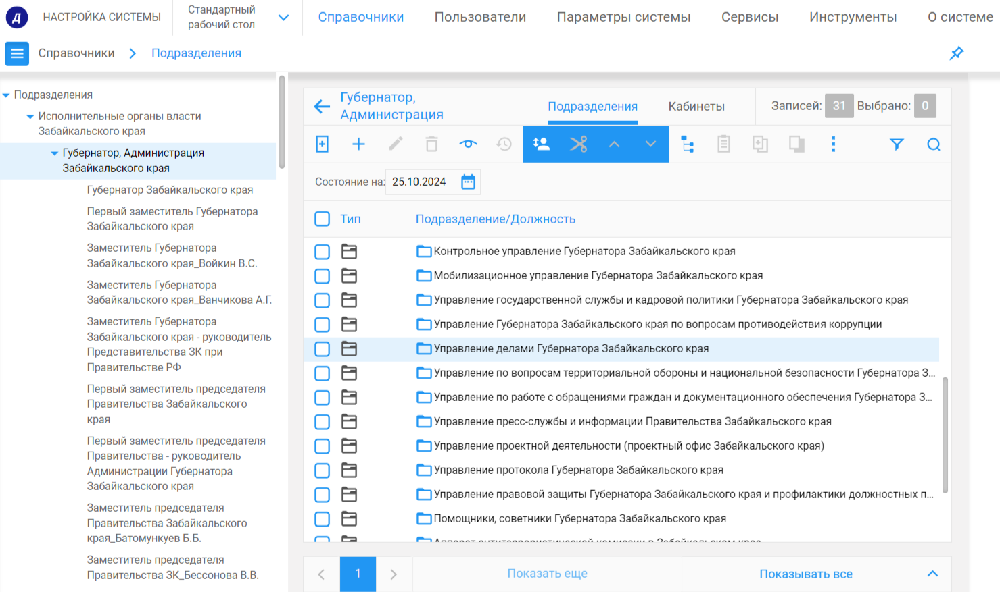 Д
НАСТРОЙКА СИСТЕМЫ
Стандартный
рабочий стол
Справочники
Пользователи
Параметры системы
Сервисы
Инструменты
О системе
Справочники
Подразделения
Подразделения
Исполнительные органы власти
Забайкальского края
Губернатор, Администрация
Забайкальского края
Губернатор Забайкальского края
Первый заместитель Губернатора
Забайкальского края
Заместитель Губернатора
Забайкальского края_Войкин В.С.
Заместитель Губернатора
Забайкальского края_Ванчикова А.Г.
Заместитель Губернатора
Забайкальского края - руководитель
Представительства ЗК при
Правительстве РФ
Первый заместитель председателя
Правительства Забайкальского
края
Первый заместитель председателя
Правительства - руководитель
Администрации Губернатора
Забайкальского края
Заместитель председателя
Правительства Забайкальского
края_Батомункуев Б.Б.
Заместитель председателя
Правительства ЗК_Бессонова В.В.
Губернатор,
Администрация
Подразделения
Кабинеты
Записей: 31 Выбрано: 0
Состояние на: 25.10.2024
Тип
Подразделение/Должность
Контрольное управление Губернатора Забайкальского края
Мобилизационное управление Губернатора Забайкальского края
Управление государственной службы и кадровой политики Губернатора Забайкальского края
Управление Губернатора Забайкальского края по вопросам противодействия коррупции
Управление делами Губернатора Забайкальского края
Управление по вопросам территориальной обороны и национальной безопасности Губернатора З...
Управление по работе с обращениями граждан и документационного обеспечения Губернатора З...
Управление пресс-службы и информации Правительства Забайкальского края
Управление проектной деятельности (проектный офис Забайкальского края)
Управление протокола Губернатора Забайкальского края
Управление правовой защиты Губернатора Забайкальского края и профилактики должностных п...
Помощники, советники Губернатора Забайкальского края
Аппарат антитеррористической комиссии в Забайкальском крае
1
Показать еще
Показывать все